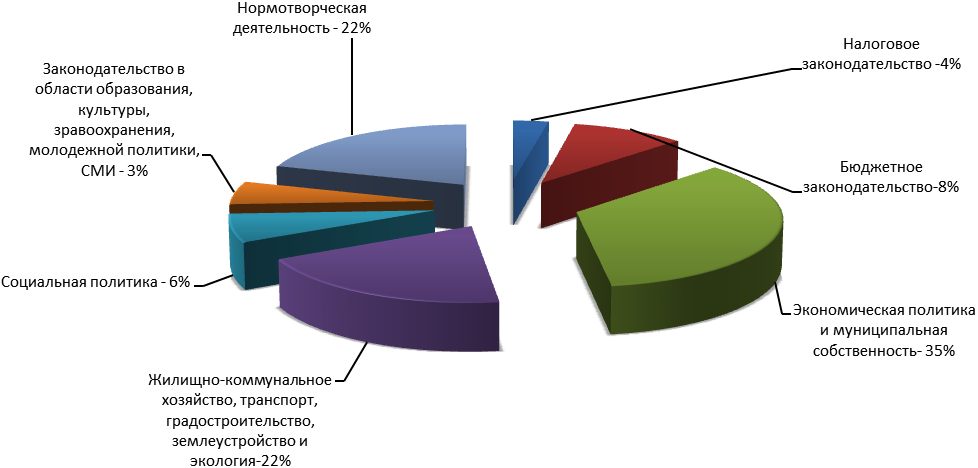 Нормотворческая
деятельность - 22%
Налоговое
законодательство -4%
Законодательство в
области образования,
культуры,
зравоохранения,
молодежной политики,
СМИ - 3%
Бюджетное
законодательство-8%
Социальная политика - 6%
Экономическая политика
и муниципальная
собственность- 35%
Жилищно-коммунальное
хозяйство, транспорт,
градостроительство,
землеустройство и
экология-22%